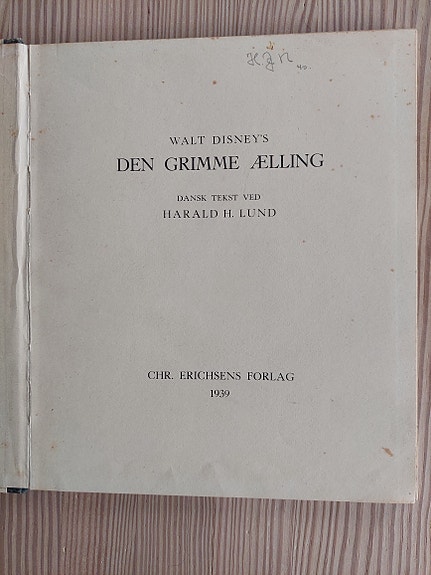 WALT DISNEY'S
DEN GRIMME ÆLLING
DANSK TEKST VED
HARALD H. LUND
CHR. ERICHSENS FORLAG
1939